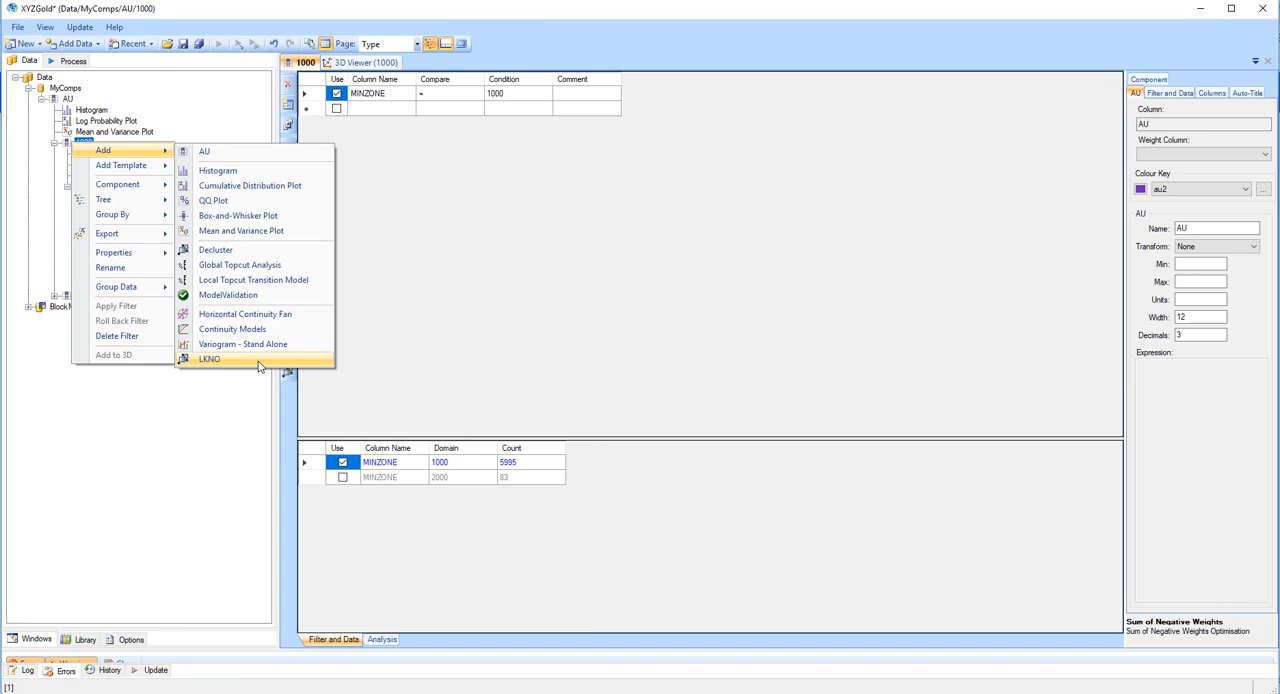 XYZGold* (Data/MyComps/AU/1000)
File View Update Help
New Add Data Recent Page: Type
Data Process
1000 3D Viewer (1000)
Data
MyComps
AU
Histogram
Log Probability Plot
Mean and Variance Plot
Add
Add Template
Component
Tree
Group By
Export
Properties
Rename
Group Data
Apply Filter
Roll Back Filter
Delete Filter
Add to 3D
AU
Histogram
Cumulative Distribution Plot
QQ Plot
Box-and-Whisker Plot
Mean and Variance Plot
Decluster
Global Topcut Analysis
Local Topcut Transition Model
ModelValidation
Horizontal Continuity Fan
Continuity Models
Variogram - Stand Alone
LKNO
Use Column Name Compare Condition Comment
MINZONE = 1000
Use Column Name Domain Count
MINZONE 1000 5995
MINZONE 2000 83
Filter and Data Analysis
Component
AU Filter and Data Columns Auto-Title
Column:
AU
Weight Column:
Colour Key
au2 ...
AU
Name: AU
Transform: None
Min:
Max:
Units:
Width: 12
Decimals: 3
Expression:
Sum of Negative Weights
Sum of Negative Weights Optimisation
Windows Library Options
Log Errors History Update
[1]